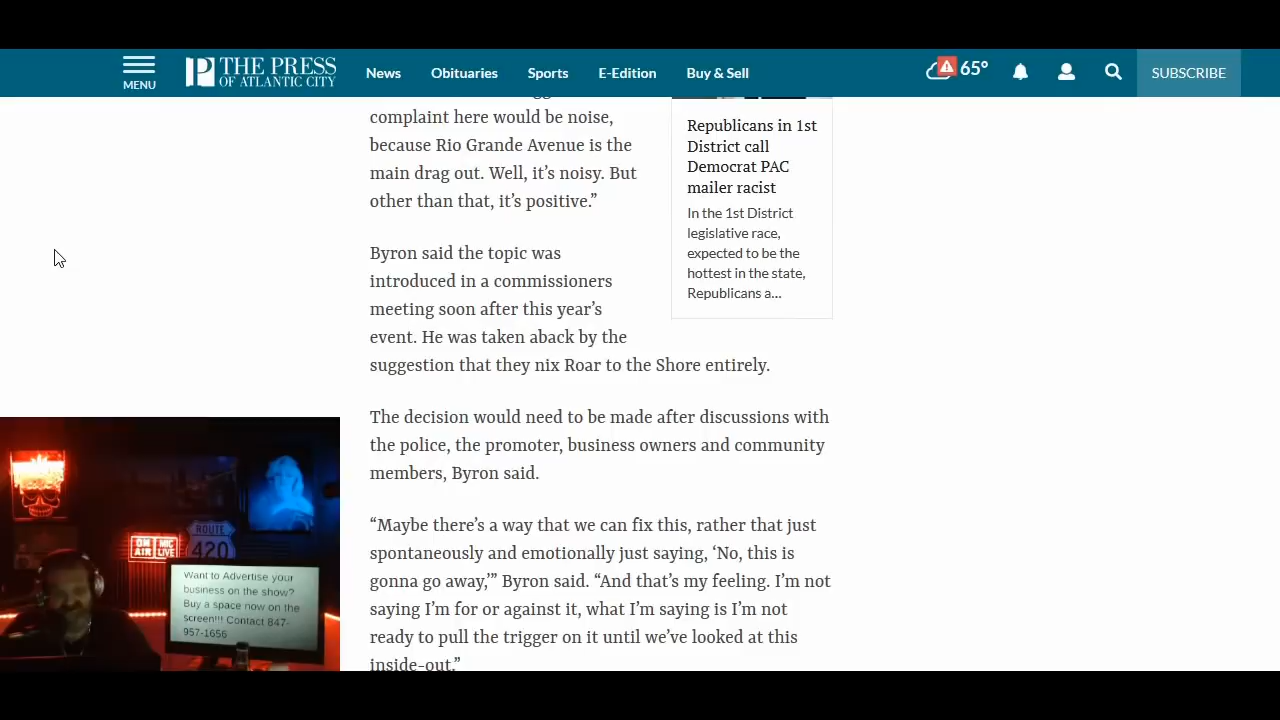 MENU
THE PRESS
OF ATLANTIC CITY
News
Obituaries
Sports
E-Edition
Buy & Sell
65°
SUBSCRIBE
complaint here would be noise,
because Rio Grande Avenue is the
main drag out. Well, it’s noisy. But
other than that, it’s positive.”
Byron said the topic was
introduced in a commissioners
meeting soon after this year’s
event. He was taken aback by the
suggestion that they nix Roar to the Shore entirely.
The decision would need to be made after discussions with
the police, the promoter, business owners and community
members, Byron said.
“Maybe there’s a way that we can fix this, rather that just
spontaneously and emotionally just saying, ‘No, this is
gonna go away,’” Byron said. “And that’s my feeling. I’m not
saying I’m for or against it, what I’m saying is I’m not
ready to pull the trigger on it until we’ve looked at this
inside-out.”
Republicans in 1st
District call
Democrat PAC
mailer racist
In the 1st District
legislative race,
expected to be the
hottest in the state,
Republicans a...
ROUTE
420
ON AIR
MIC LIVE
Want to Advertise your
business on the show?
Buy a space now on the
screen!!! Contact 847-
957-1656